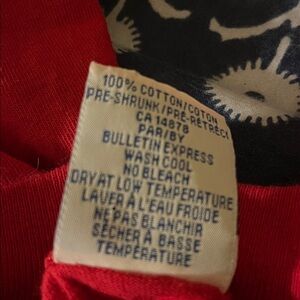 100% COTTON/COTON
PRE-SHRUNK/PRE-RÉTRÉCI
CA 14878
PAR/BY
BULLETIN EXPRESS
WASH COOL
NO BLEACH
DRY AT LOW TEMPERATURE
LAVER À L'EAU FROIDE
NE PAS BLANCHIR
SÉCHER À BASSE
TEMPÉRATURE